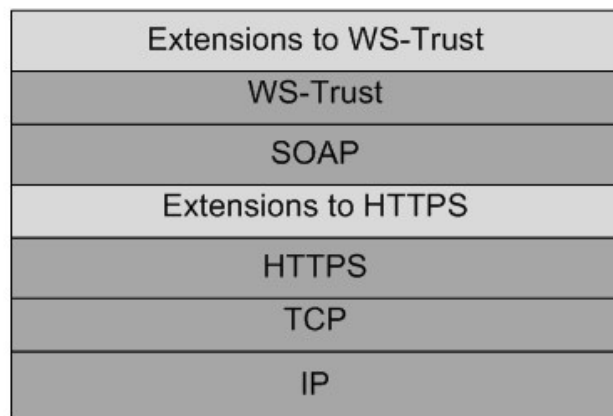 Extensions to WS-Trust
WS-Trust
SOAP
Extensions to HTTPS
HTTPS
TCP
IP